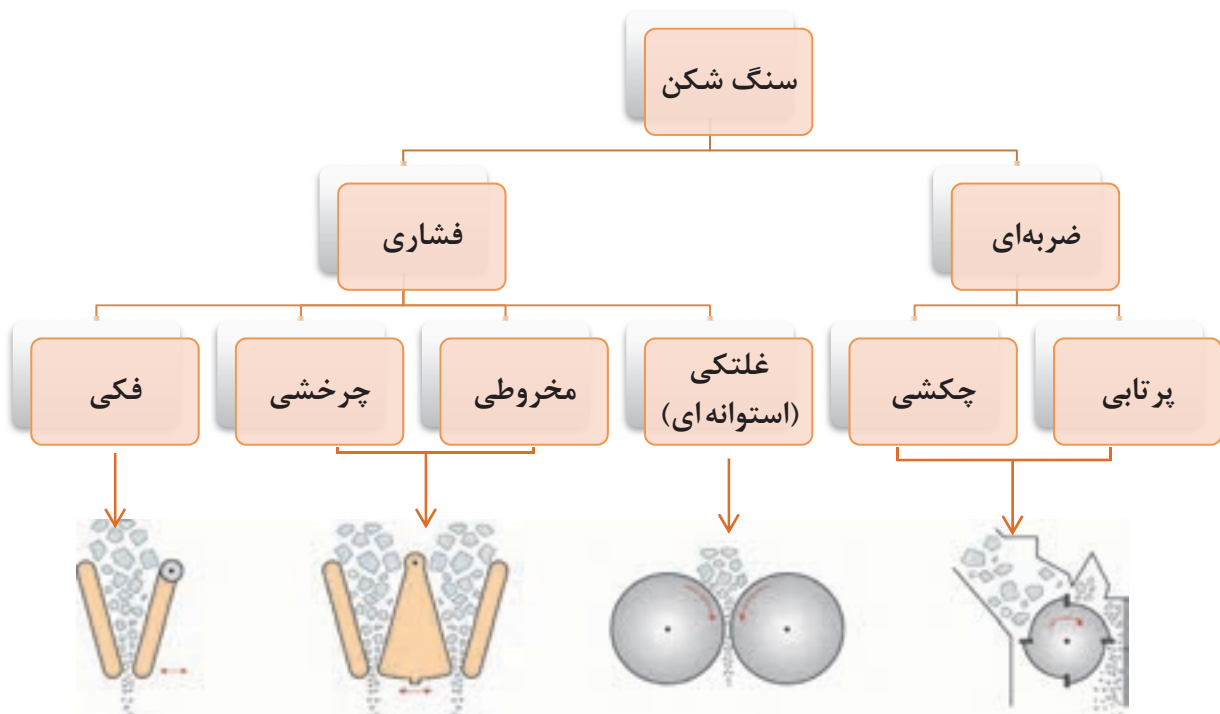 سنگ شکن
ضربه‌ای
فشاری
پرتابی
چکشی
غلتکی
(استوانه ای)
مخروطی
چرخشی
فکی